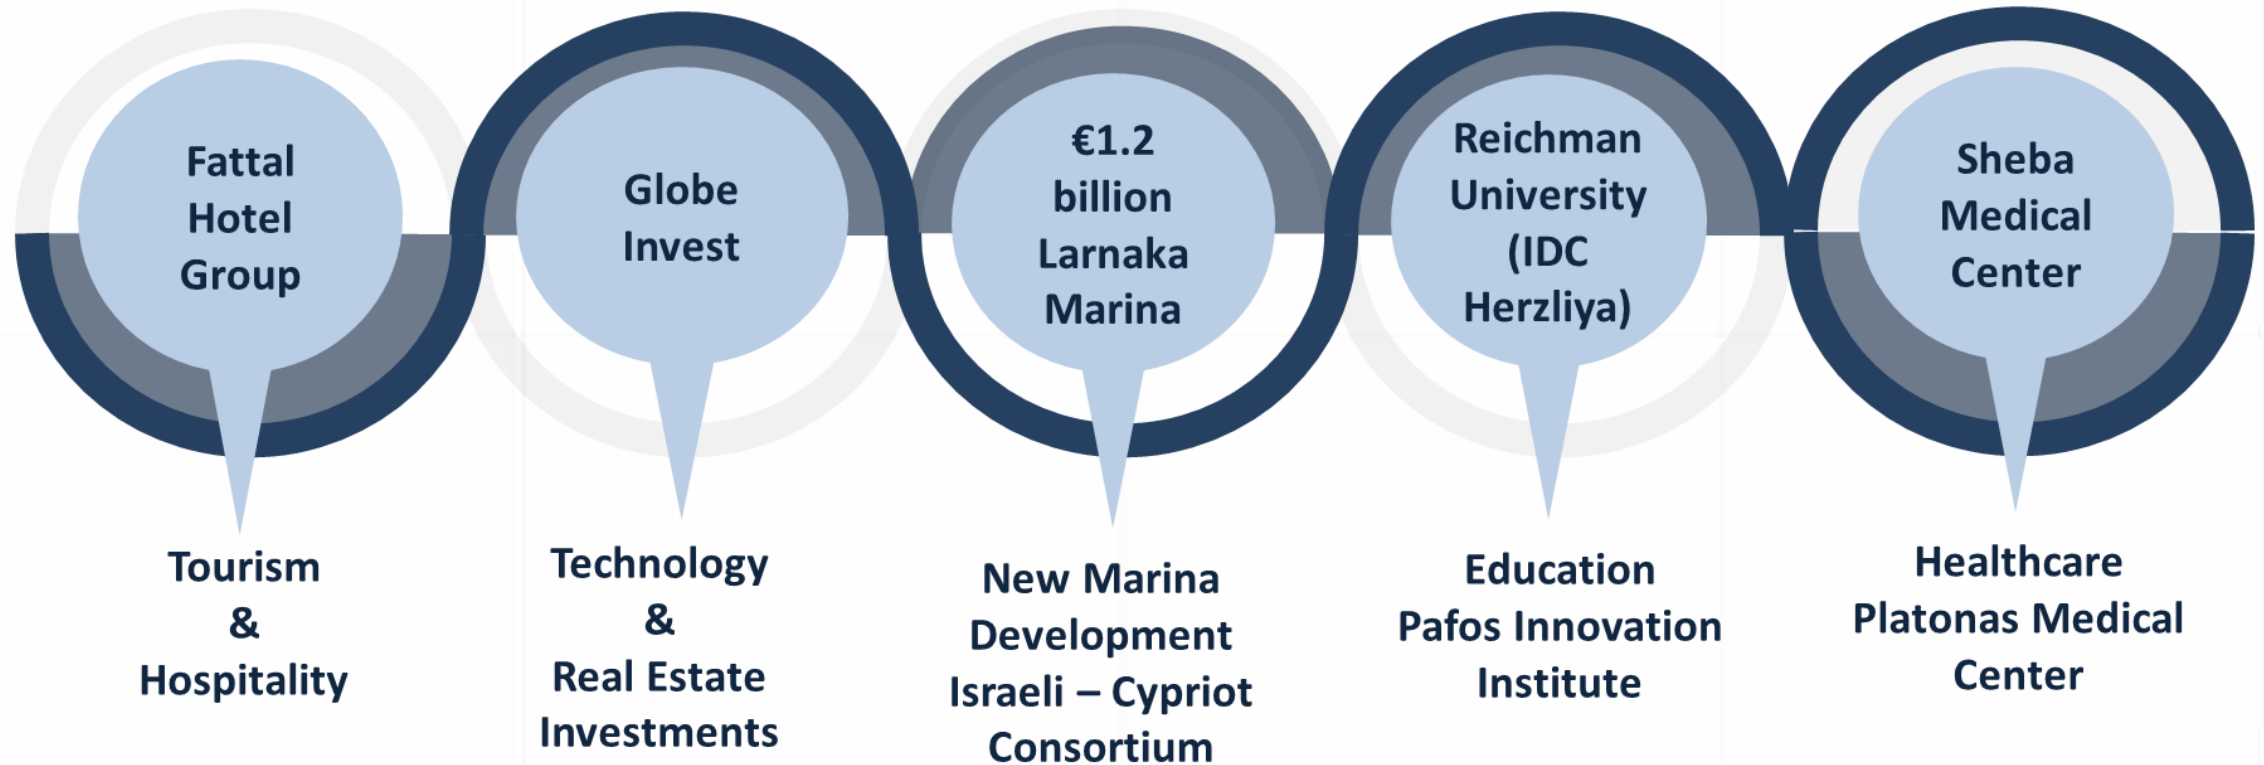 Fattal
Hotel
Group
Globe
Invest
€1.2
billion
Larnaka
Marina
Reichman
University
(IDC
Herzliya)
Sheba
Medical
Center
Tourism
&
Hospitality
Technology
&
Real Estate
Investments
New Marina
Development
Israeli – Cypriot
Consortium
Education
Pafos Innovation
Institute
Healthcare
Platonas Medical
Center